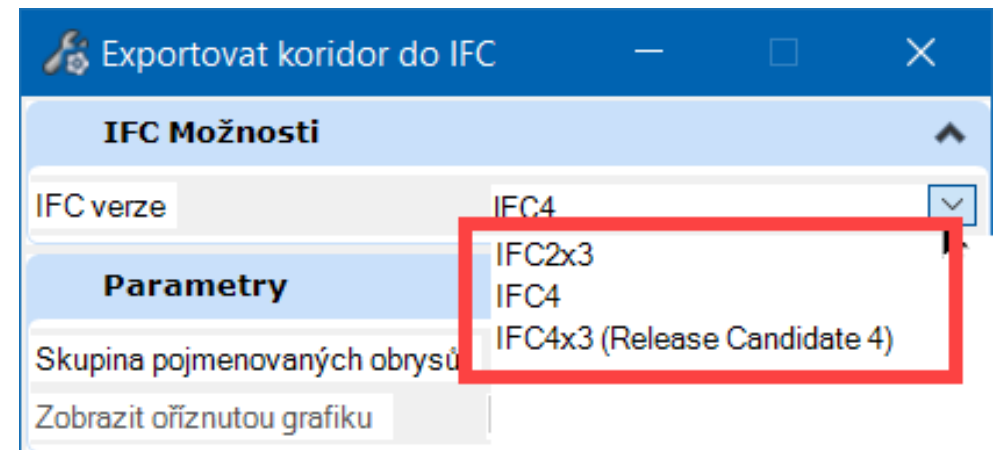 Exportovat koridor do IFC
IFC Možnosti
IFC verze IFC4
IFC2x3
IFC4
IFC4x3 (Release Candidate 4)
Parametry
Skupina pojmenovaných obrysů
Zobrazit oříznutou grafiku